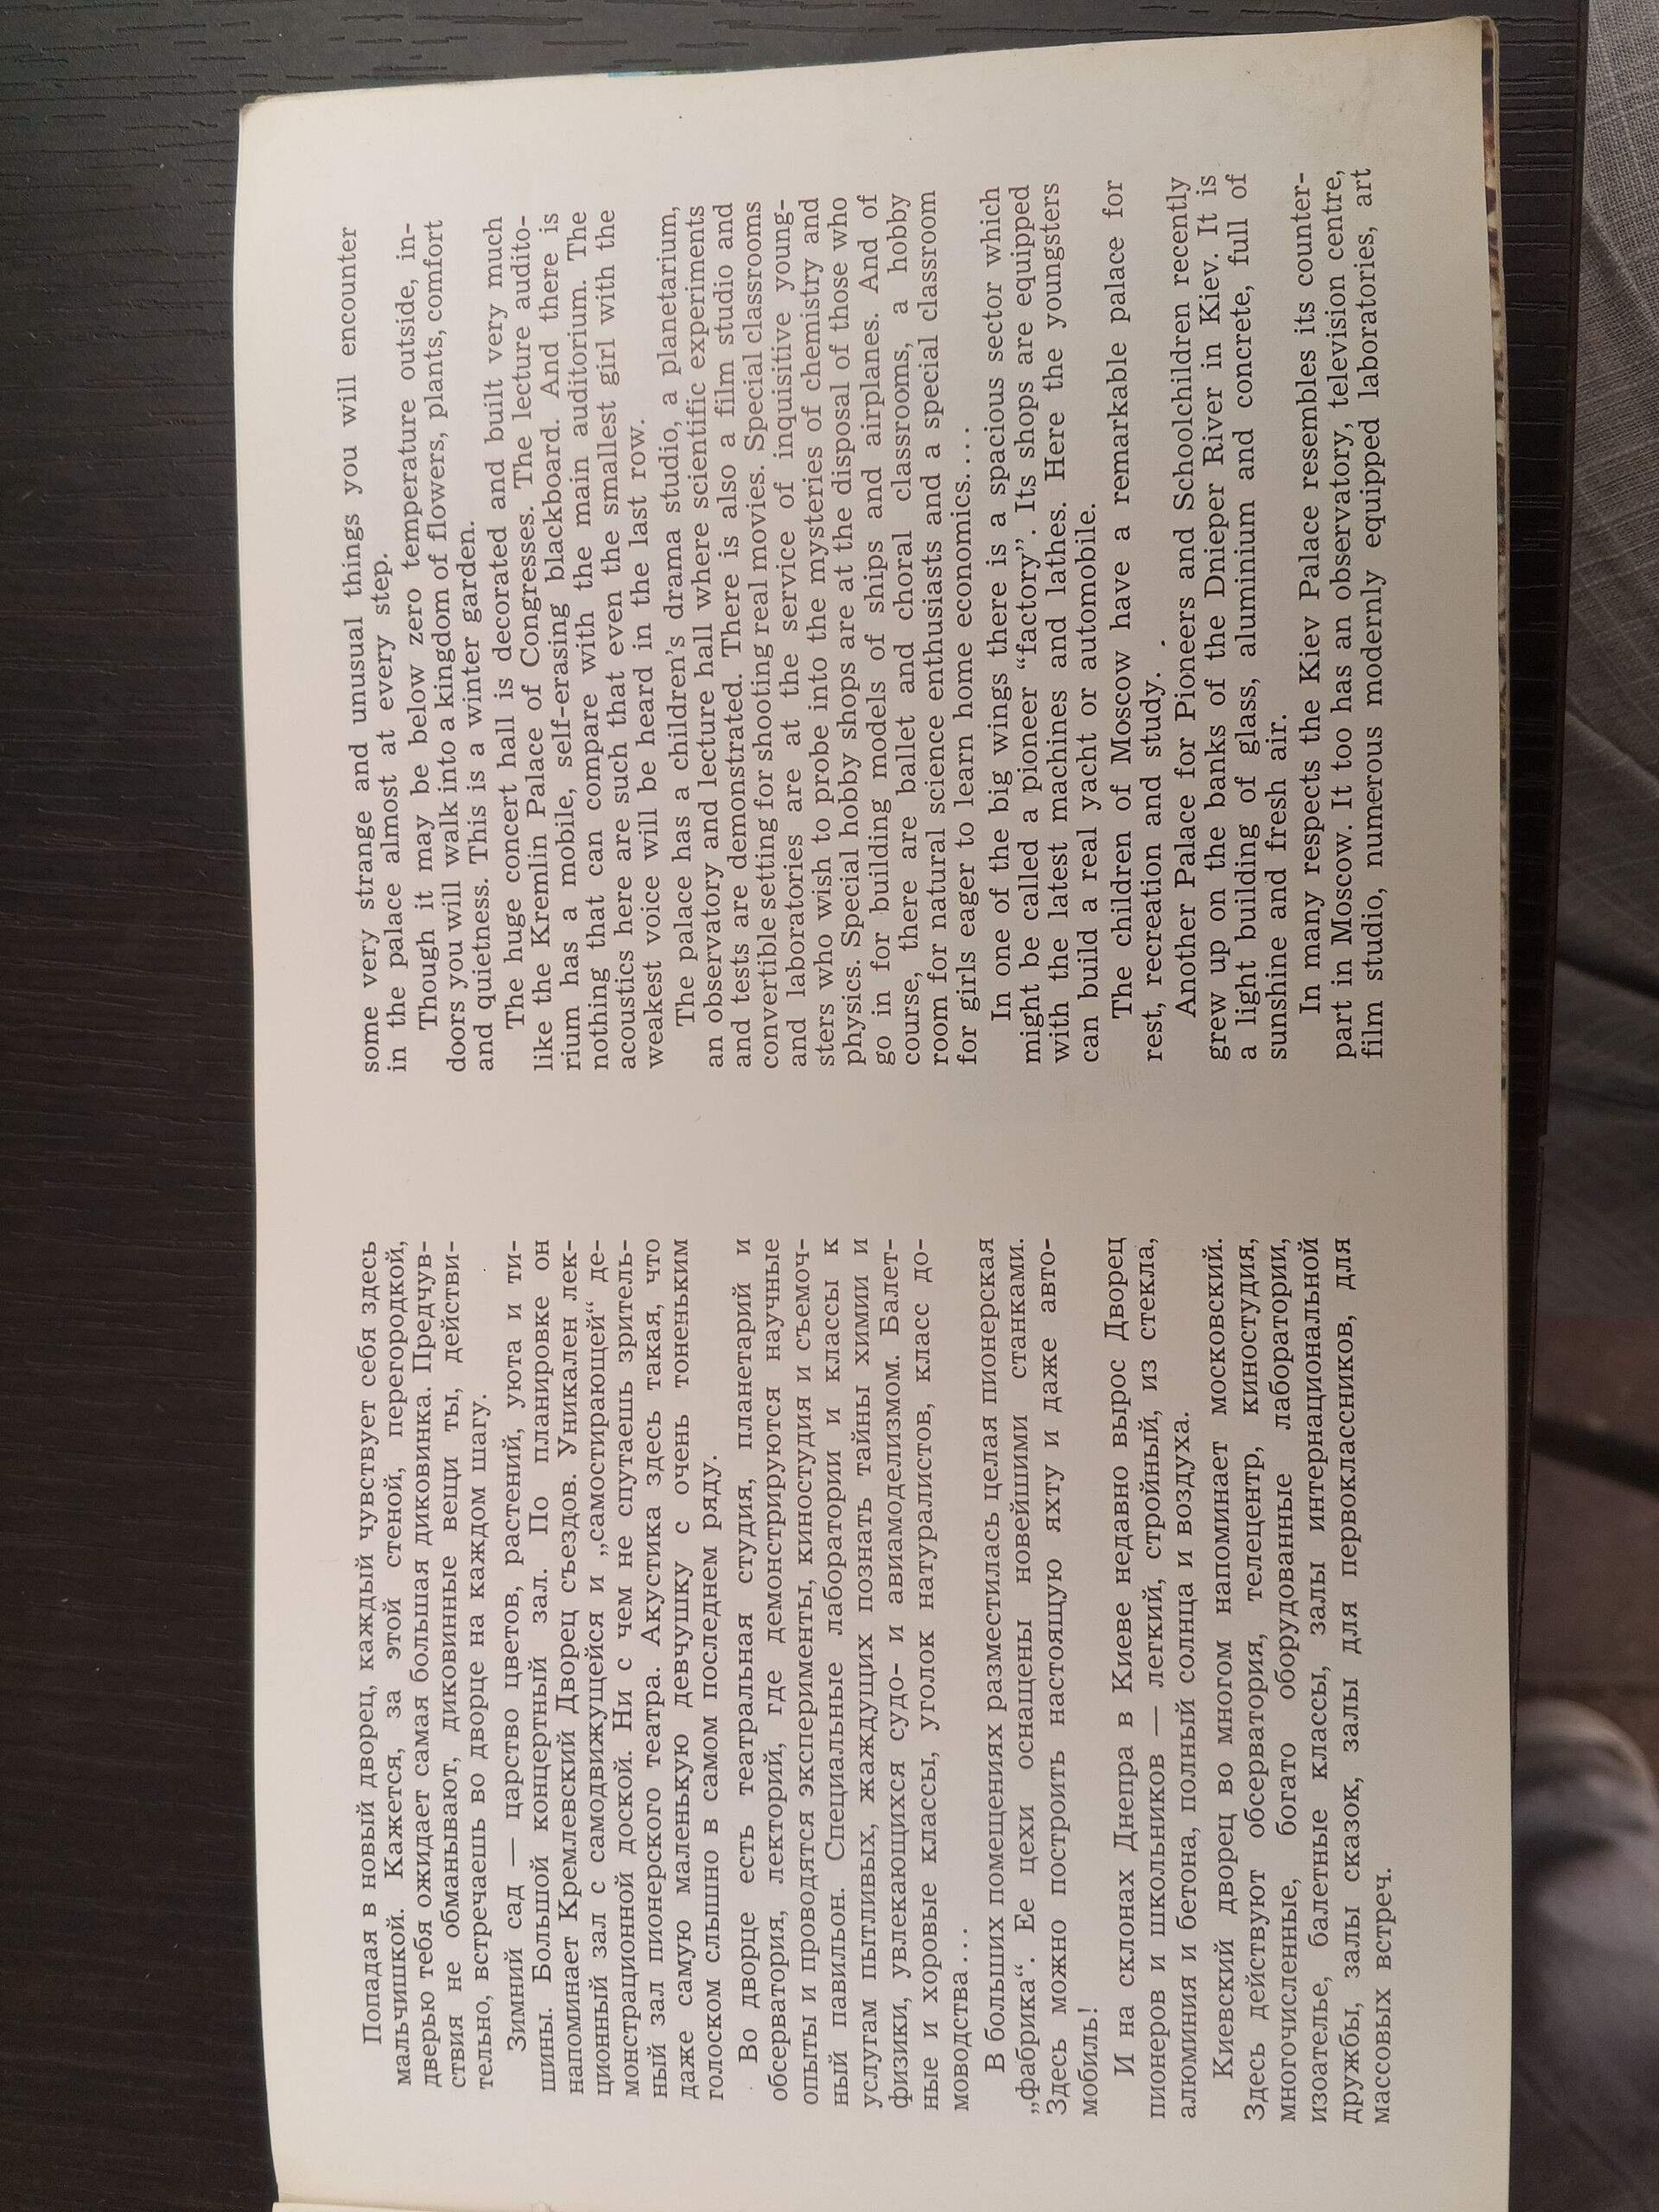 Попадая в новый дворец, каждый чувствует себя здесь
мальчишкой. Кажется, за этой стеной, перегородкой,
дверью тебя ожидает самая большая диковинка. Предчув-
ствия не обманывают, диковинные вещи ты, действи-
тельно, встречаешь во дворце на каждом шагу.
Зимний сад — царство цветов, растений, уюта и ти-
шины. Большой концертный зал. По планировке он
напоминает Кремлевский Дворец съездов. Уникален лек-
ционный зал с самодвижущейся и „самостирающей“ де-
монстрационной доской. Ни с чем не спутаешь зритель-
ный зал пионерского театра. Акустика здесь такая, что
даже самую маленькую девчушку с очень тоненьким
голоском слышно в самом последнем ряду.
Во дворце есть театральная студия, планетарий и
обсерватория, лекторий, где демонстрируются научные
опыты и проводятся эксперименты, киностудия и съемоч-
ный павильон. Специальные лаборатории и классы к
услугам пытливых, жаждущих познать тайны химии и
физики, увлекающихся судо- и авиамоделизмом. Балет-
ные и хоровые классы, уголок натуралистов, класс до-
моводства....
В больших помещениях разместилась целая пионерская
„фабрика“. Ее цехи оснащены новейшими станками.
Здесь можно построить настоящую яхту и даже авто-
мобиль!
И на склонах Днепра в Киеве недавно вырос Дворец
пионеров и школьников — легкий, стройный, из стекла,
алюминия и бетона, полный солнца и воздуха.
Киевский дворец во многом напоминает московский.
Здесь действуют обсерватория, телецентр, киностудия,
многочисленные, богато оборудованные лаборатории,
изоателье, балетные классы, залы интернациональной
дружбы, залы сказок, залы для первоклассников, для
массовых встреч.
some very strange and unusual things you will encounter
in the palace almost at every step.
Though it may be below zero temperature outside, in-
doors you will walk into a kingdom of flowers, plants, comfort
and quietness. This is a winter garden.
The huge concert hall is decorated and built very much
like the Kremlin Palace of Congresses. The lecture audito-
rium has a mobile, self-erasing blackboard. And there is
nothing that can compare with the main auditorium. The
acoustics here are such that even the smallest girl with the
weakest voice will be heard in the last row.
The palace has a children's drama studio, a planetarium,
an observatory and lecture hall where scientific experiments
and tests are demonstrated. There is also a film studio and
convertible setting for shooting real movies. Special classrooms
and laboratories are at the service of inquisitive young-
sters who wish to probe into the mysteries of chemistry and
physics. Special hobby shops are at the disposal of those who
go in for building models of ships and airplanes. And of
course, there are ballet and choral classrooms, a hobby
room for natural science enthusiasts and a special classroom
for girls eager to learn home economics....
In one of the big wings there is a spacious sector which
might be called a pioneer “factory”. Its shops are equipped
with the latest machines and lathes. Here the youngsters
can build a real yacht or automobile.
The children of Moscow have a remarkable palace for
rest, recreation and study.
Another Palace for Pioneers and Schoolchildren recently
grew up on the banks of the Dnieper River in Kiev. It is
a light building of glass, aluminium and concrete, full of
sunshine and fresh air.
In many respects the Kiev Palace resembles its counter-
part in Moscow. It too has an observatory, television centre,
film studio, numerous modernly equipped laboratories, art